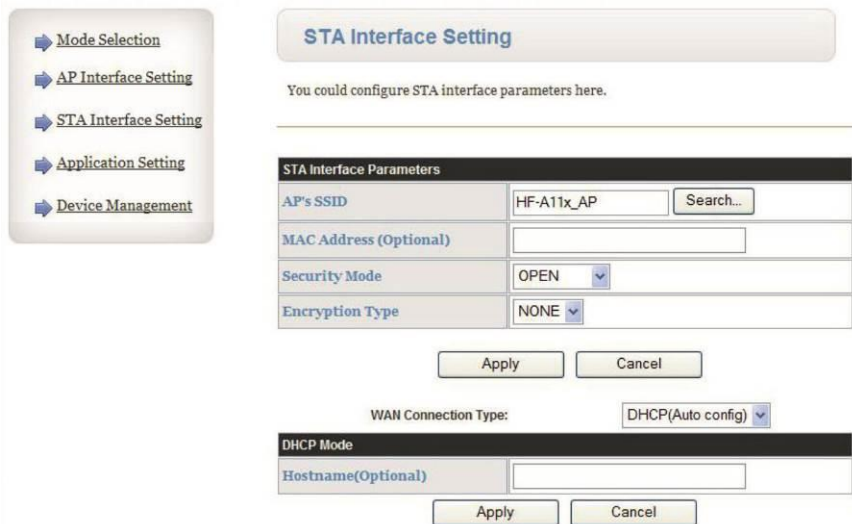 Mode Selection
AP Interface Setting
STA Interface Setting
Application Setting
Device Management
STA Interface Setting
You could configure STA interface parameters here.
STA Interface Parameters
AP's SSID HF-A11x_AP Search...
MAC Address (Optional)
Security Mode OPEN
Encryption Type NONE
Apply Cancel
WAN Connection Type: DHCP(Auto config)
DHCP Mode
Hostname(Optional)
Apply Cancel